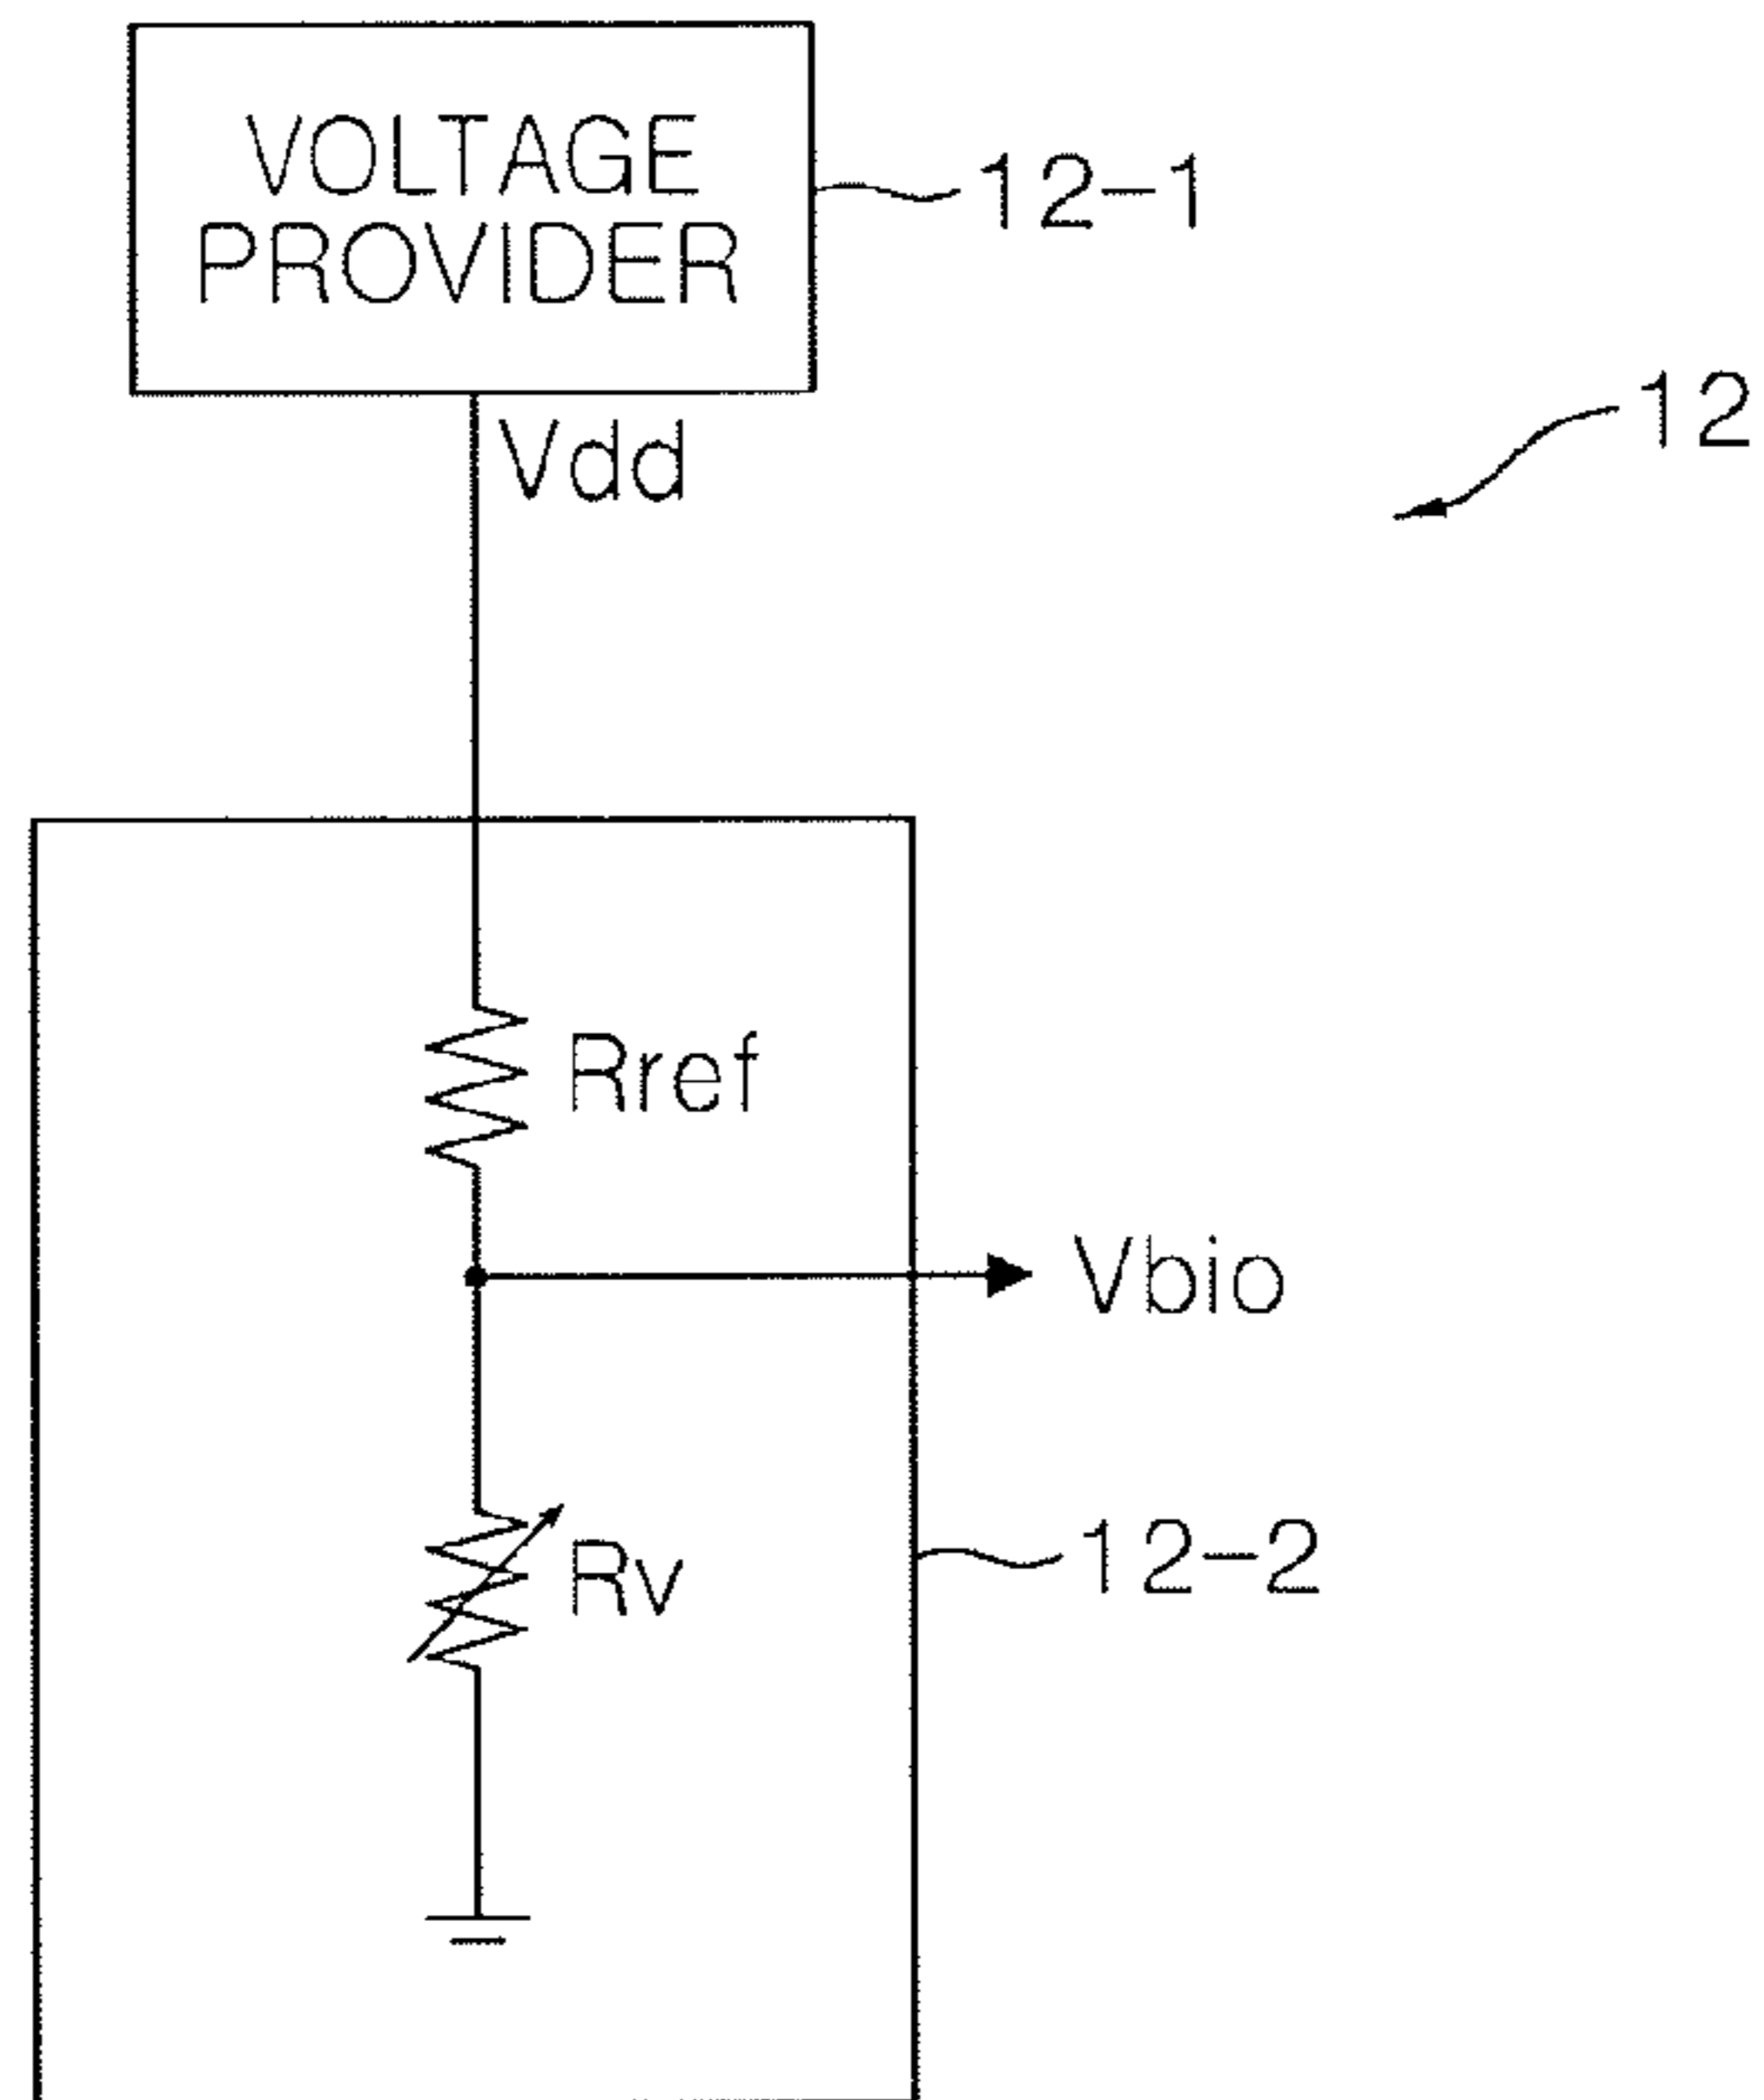 VOLTAGE
PROVIDER
12-1
12
Vdd
Rref
Vbio
Rv
12-2